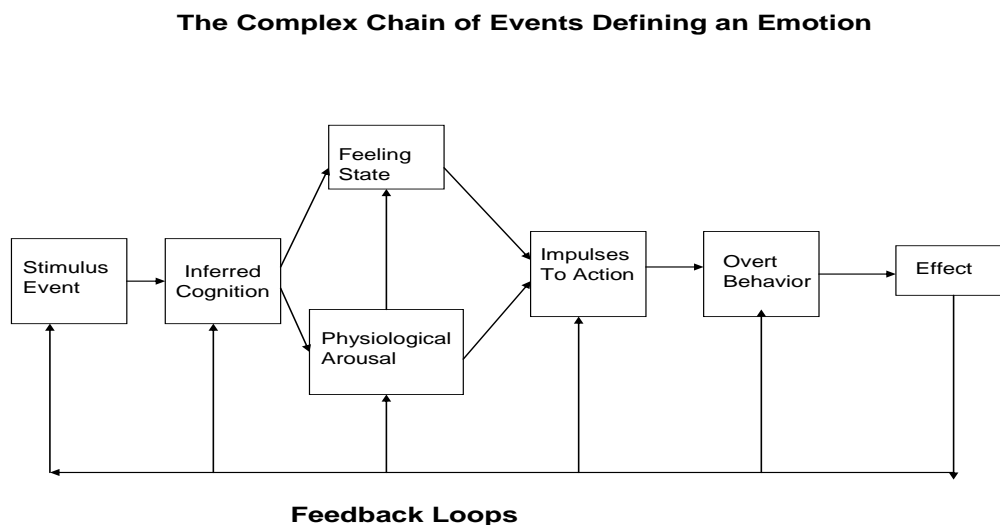 The Complex Chain of Events Defining an Emotion
Feeling
State
Stimulus
Event
Inferred
Cognition
Physiological
Arousal
Impulses
To Action
Overt
Behavior
Effect
Feedback Loops